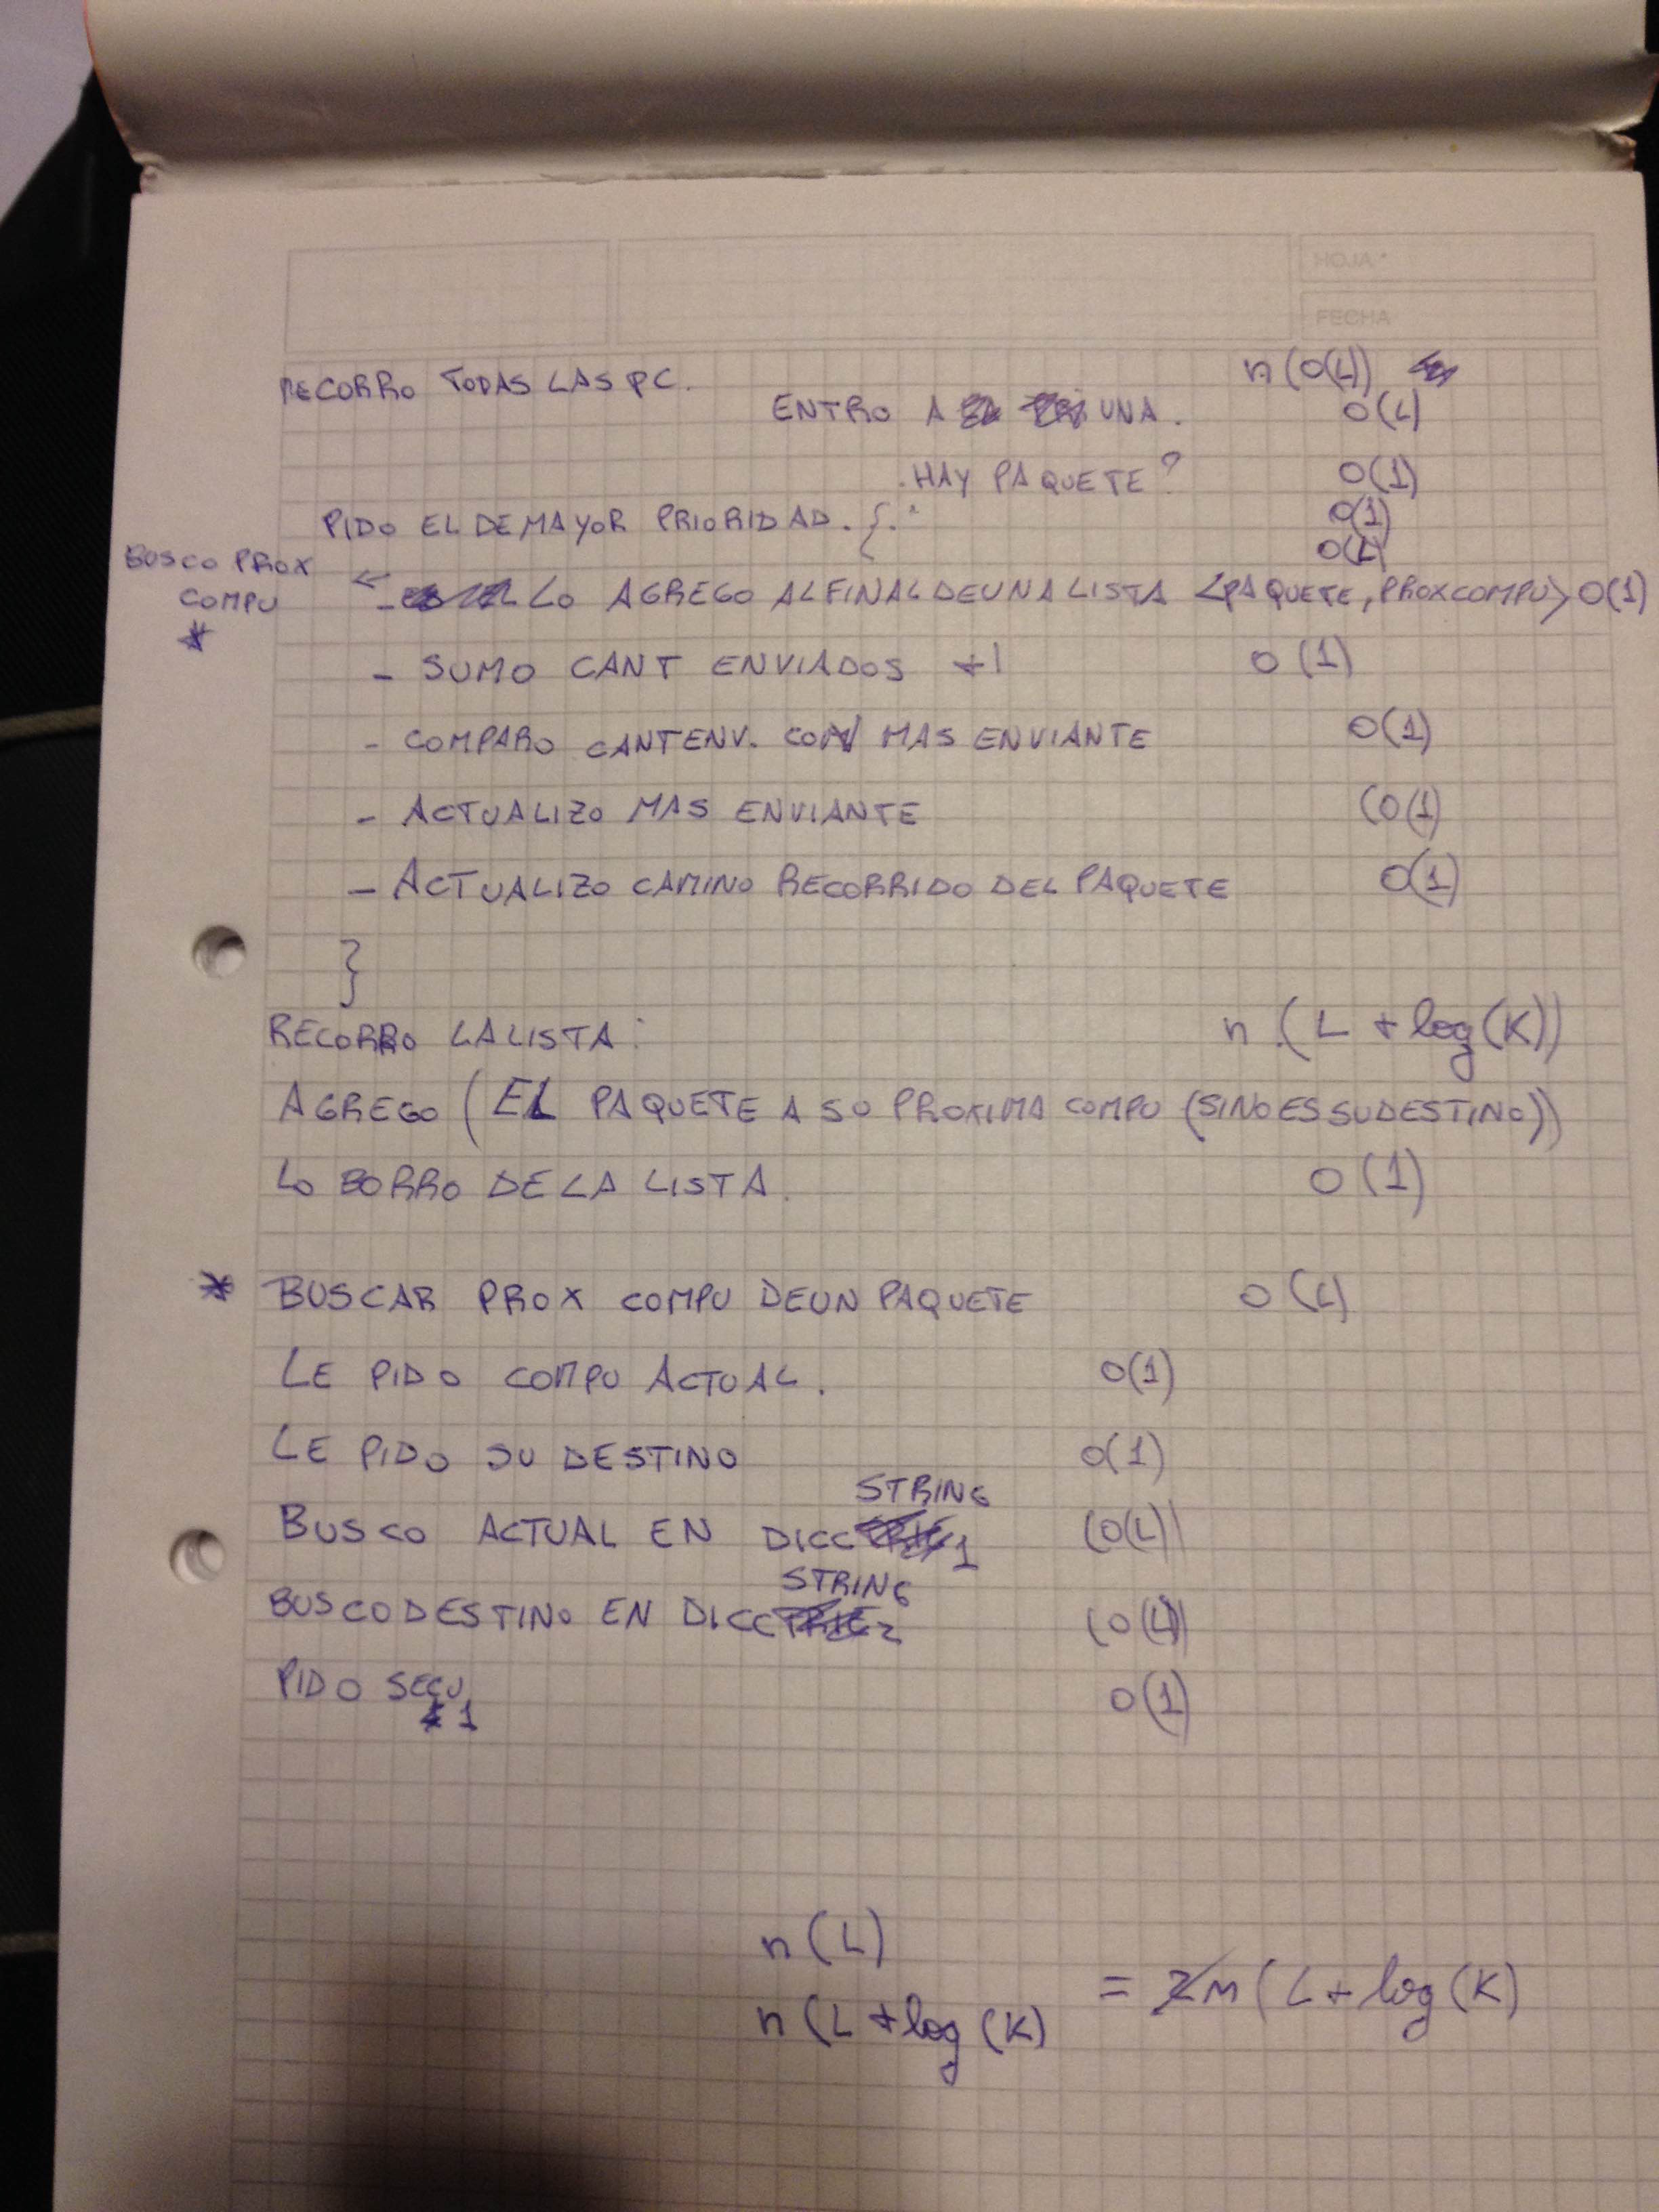 HOJA •
FECHA
RECORRO TODAS LAS PC. n(O(L))
ENTRO A UNA. O(L)
. HAY PAQUETE? O(1)
PIDO EL DE MAYOR PRIORIDAD. { O(1)
O(L)
BUSCO PROX COMPU * ← - LO AGREGO AL FINAL DE UNA LISTA <PAQUETE, PROXCOMPU> O(1)
- SUMO CANT ENVIADOS +1 O(1)
- COMPARO CANTENV. CON MAS ENVIANTE O(1)
- ACTUALIZO MAS ENVIANTE (O(1)
- ACTUALIZO CAMINO RECORRIDO DEL PAQUETE O(1)
}
RECORRO LA LISTA: n.(L + log(K))
AGREGO (EL PAQUETE A SU PROXIMA COMPU (SI NO ES SU DESTINO))
LO BORRO DE LA LISTA. O(1)
* BUSCAR PROX COMPU DE UN PAQUETE O(L)
LE PIDO COMPU ACTUAL. O(1)
LE PIDO SU DESTINO O(1)
BUSCO ACTUAL EN DICC STRING 1 (O(L))
BUSCO DESTINO EN DICC STRING 2 (O(L))
PIDO SECU 1 O(1)
n(L)
n(L + log(K) = 2n(L + log(K)